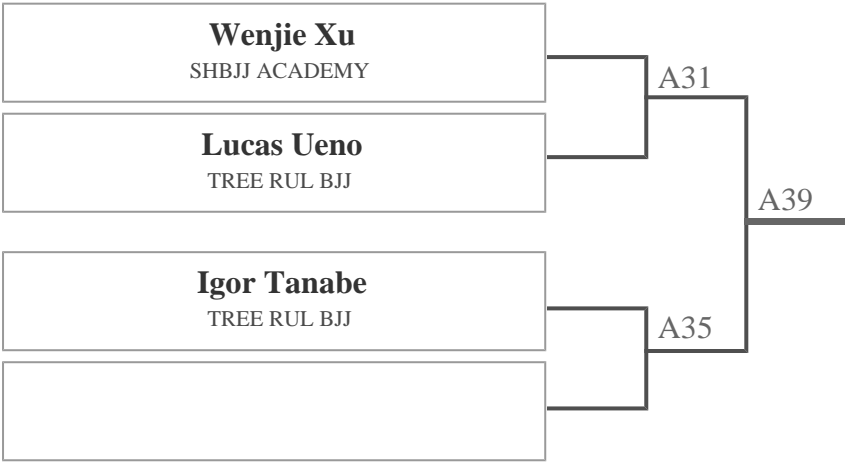 Wenjie Xu
SHBJJ ACADEMY
A31
Lucas Ueno
TREE RUL BJJ
A39
Igor Tanabe
TREE RUL BJJ
A35